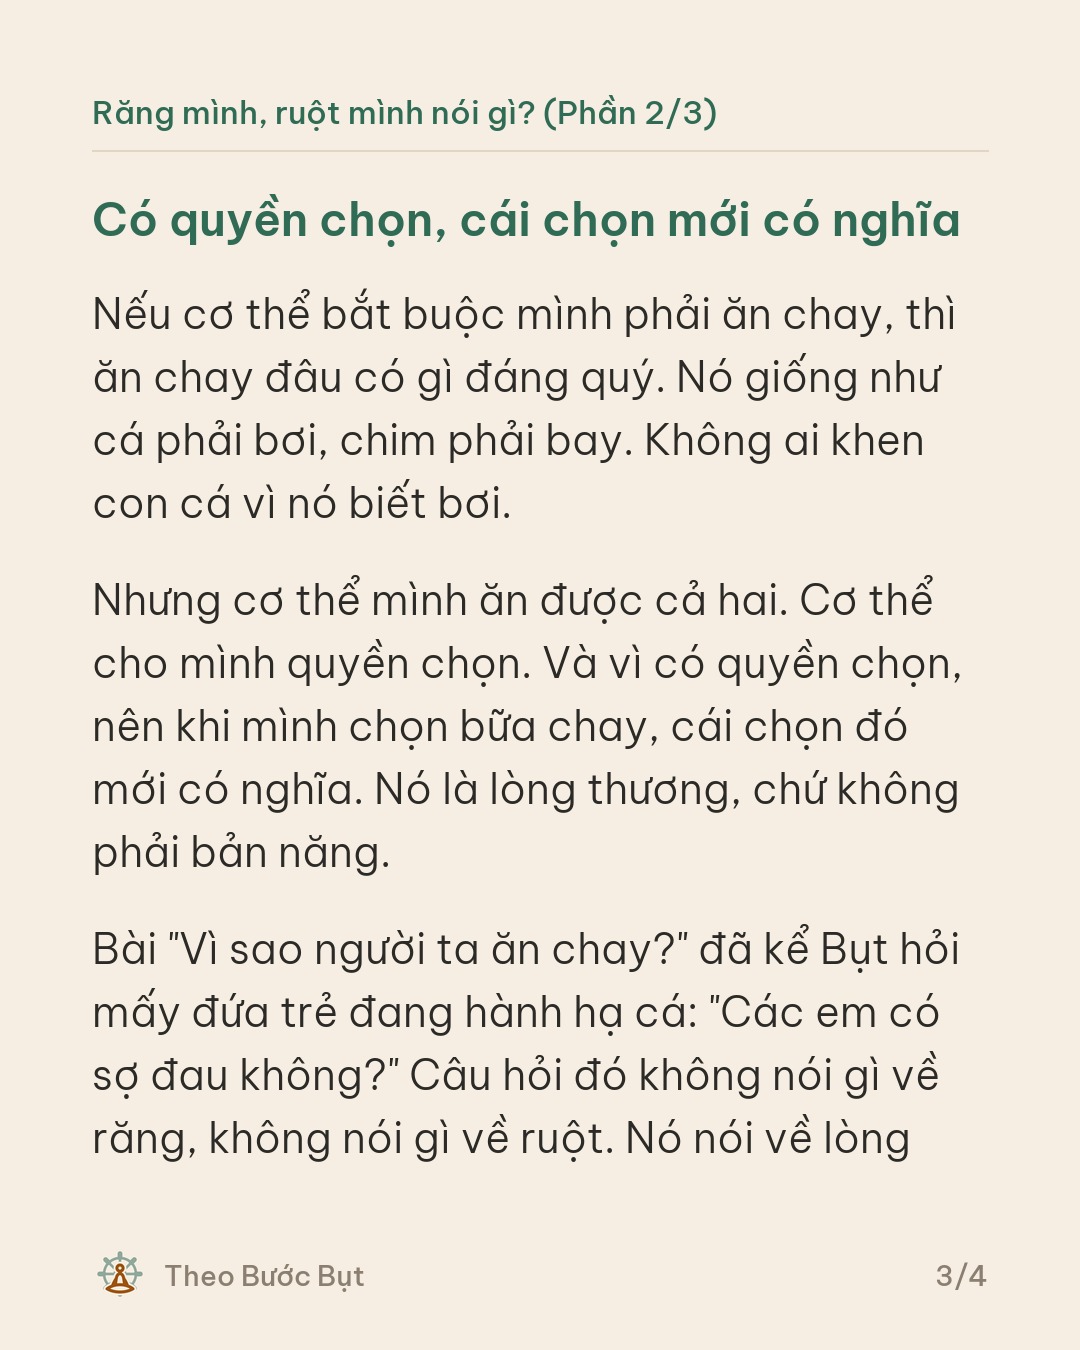 Răng mình, ruột mình nói gì? (Phần 2/3)
Có quyền chọn, cái chọn mới có nghĩa
Nếu cơ thể bắt buộc mình phải ăn chay, thì
ăn chay đâu có gì đáng quý. Nó giống như
cá phải bơi, chim phải bay. Không ai khen
con cá vì nó biết bơi.
Nhưng cơ thể mình ăn được cả hai. Cơ thể
cho mình quyền chọn. Và vì có quyền chọn,
nên khi mình chọn bữa chay, cái chọn đó
mới có nghĩa. Nó là lòng thương, chứ không
phải bản năng.
Bài "Vì sao người ta ăn chay?" đã kể Bụt hỏi
mấy đứa trẻ đang hành hạ cá: "Các em có
sợ đau không?" Câu hỏi đó không nói gì về
răng, không nói gì về ruột. Nó nói về lòng
Theo Bước Bụt
3/4